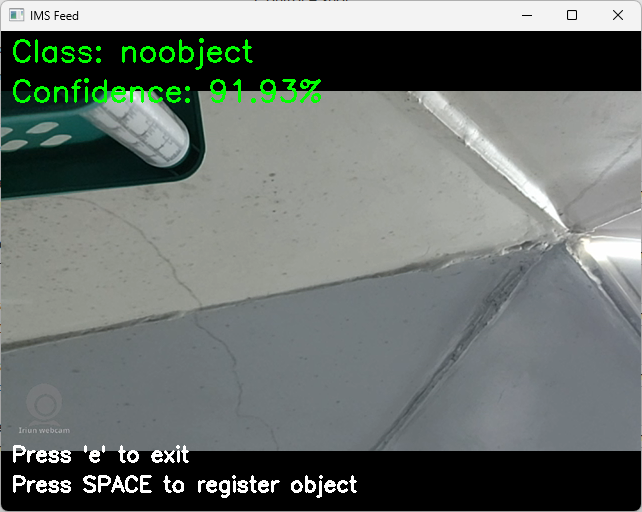 IMS Feed
Class: noobject
Confidence: 91.93%
Iriun webcam
Press 'e' to exit
Press SPACE to register object